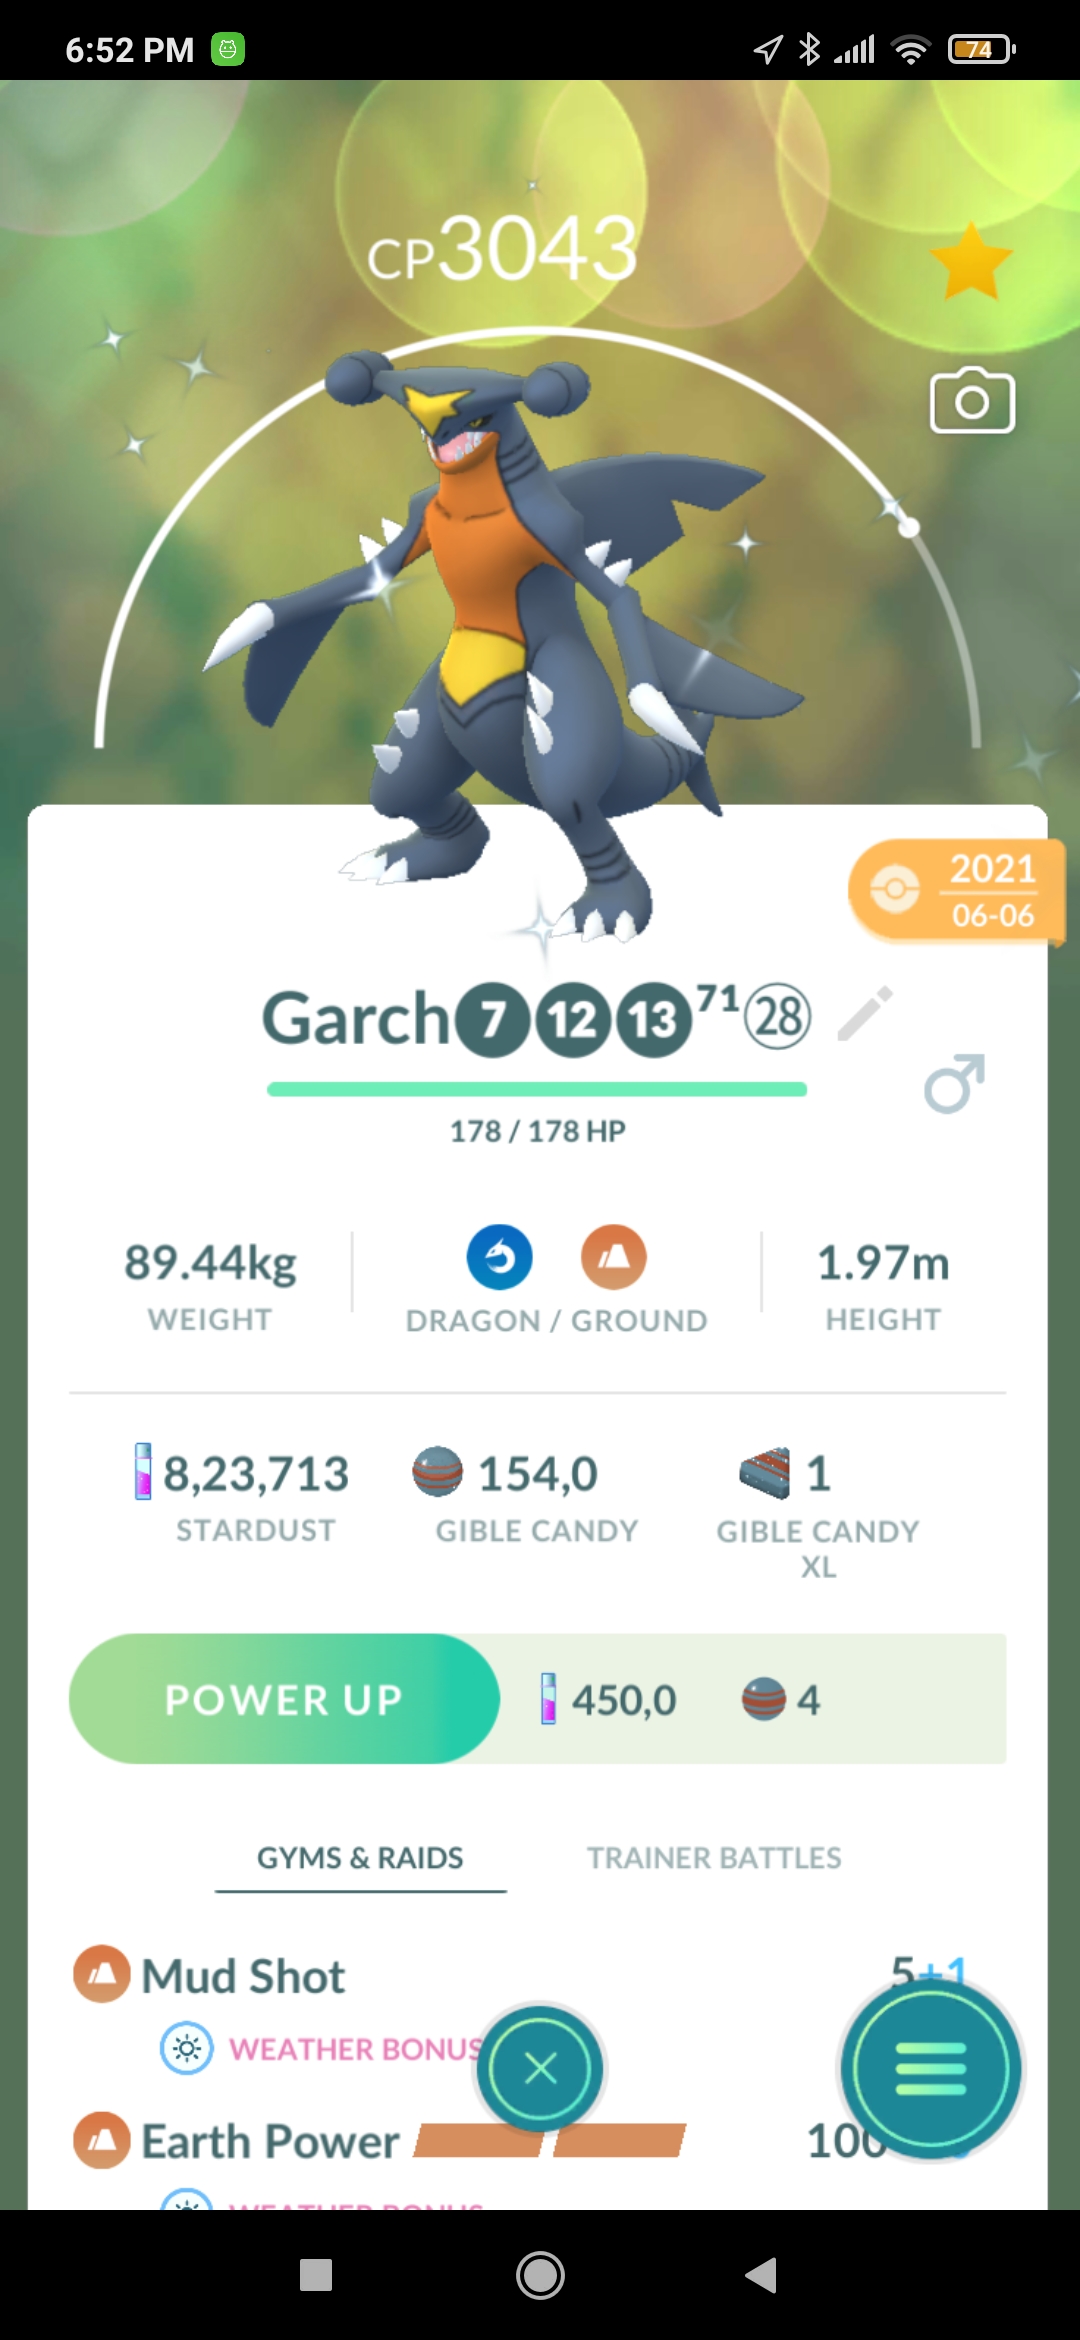 6:52 PM
74
CP3043
2021
06-06
Garch⑦⑫⑬⁷¹㉘
178 / 178 HP
89.44kg
WEIGHT
DRAGON / GROUND
1.97m
HEIGHT
8,23,713
STARDUST
154,0
GIBLE CANDY
1
GIBLE CANDY
XL
POWER UP
450,0
4
GYMS & RAIDS
TRAINER BATTLES
Mud Shot
5+1
WEATHER BONUS
Earth Power
100
WEATHER BONUS